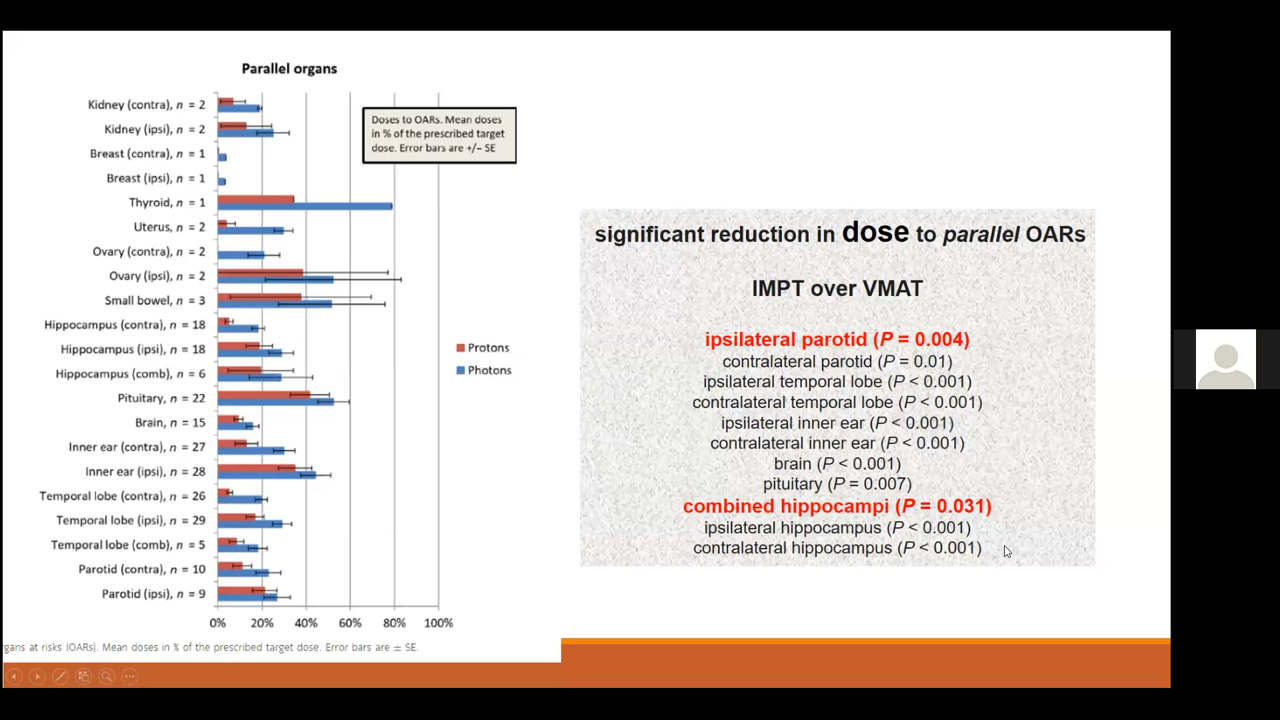 Parallel organs
Kidney (contra), n = 2
Kidney (ipsi), n = 2
Breast (contra), n = 1
Breast (ipsi), n = 1
Thyroid, n = 1
Uterus, n = 2
Ovary (contra), n = 2
Ovary (ipsi), n = 2
Small bowel, n = 3
Hippocampus (contra), n = 18
Hippocampus (ipsi), n = 18
Hippocampus (comb), n = 6
Pituitary, n = 22
Brain, n = 15
Inner ear (contra), n = 27
Inner ear (ipsi), n = 28
Temporal lobe (contra), n = 26
Temporal lobe (ipsi), n = 29
Temporal lobe (comb), n = 5
Parotid (contra), n = 10
Parotid (ipsi), n = 9
0% 20% 40% 60% 80% 100%
Doses to OARs. Mean doses
in % of the prescribed target
dose. Error bars are +/− SE
Protons
Photons
rgans at risks (OARs). Mean doses in % of the prescribed target dose. Error bars are ± SE.
significant reduction in dose to parallel OARs
IMPT over VMAT
ipsilateral parotid (P = 0.004)
contralateral parotid (P = 0.01)
ipsilateral temporal lobe (P < 0.001)
contralateral temporal lobe (P < 0.001)
ipsilateral inner ear (P < 0.001)
contralateral inner ear (P < 0.001)
brain (P < 0.001)
pituitary (P = 0.007)
combined hippocampi (P = 0.031)
ipsilateral hippocampus (P < 0.001)
contralateral hippocampus (P < 0.001)